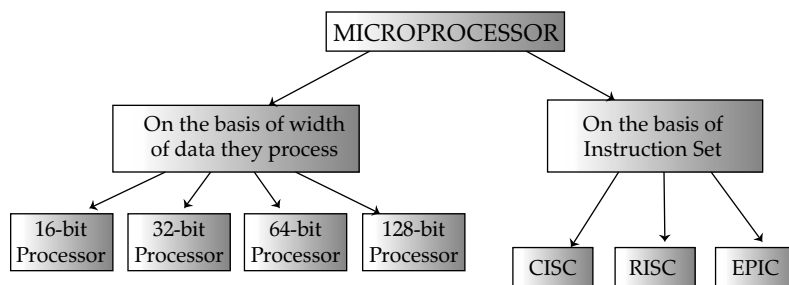 MICROPROCESSOR
On the basis of width
of data they process
On the basis of
Instruction Set
16-bit
Processor
32-bit
Processor
64-bit
Processor
128-bit
Processor
CISC
RISC
EPIC